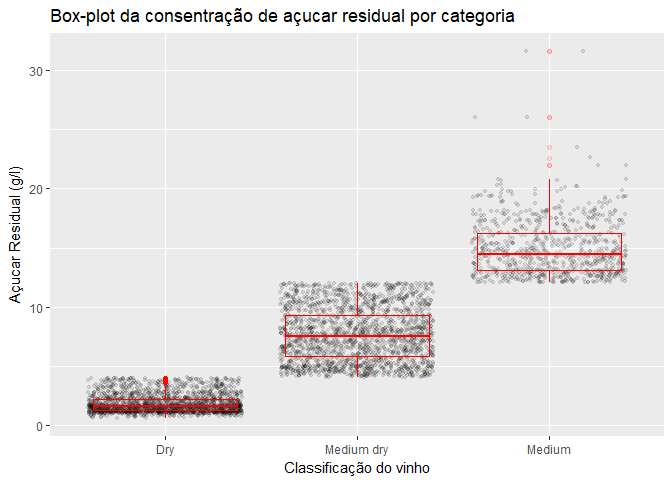 Box-plot da consentração de açucar residual por categoria
Açucar Residual (g/l)
30
20
10
0
Dry
Medium dry
Medium
Classificação do vinho